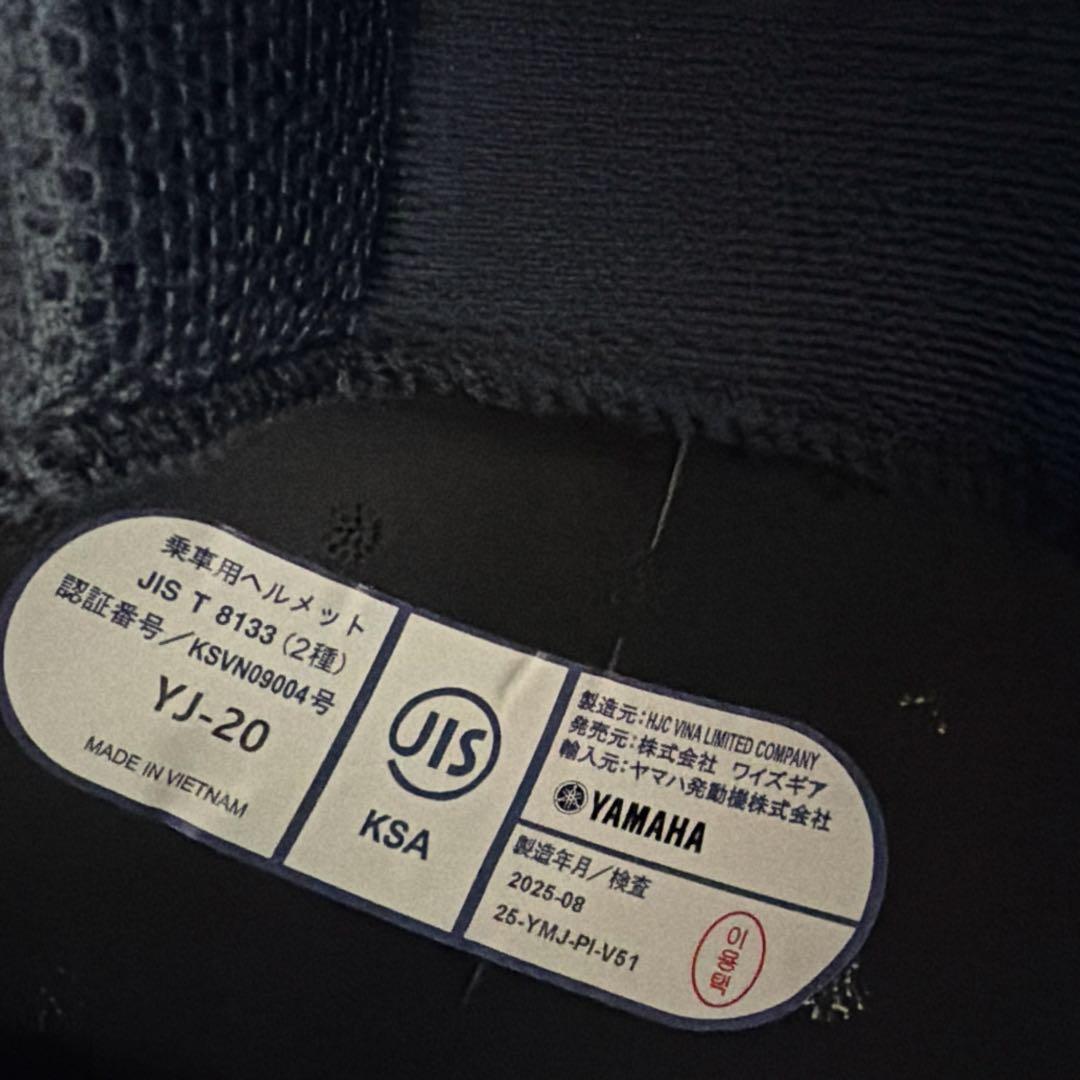 乗車用ヘルメット
JIS T 8133 (2種)
認証番号/KSVN09004号
YJ-20
MADE IN VIETNAM
JIS
KSA
製造元:HJC VINA LIMITED COMPANY
発売元:株式会社 ワイズギア
輸入元:ヤマハ発動機株式会社
YAMAHA
製造年月/検査
2025-08
25-YMJ-PI-V51